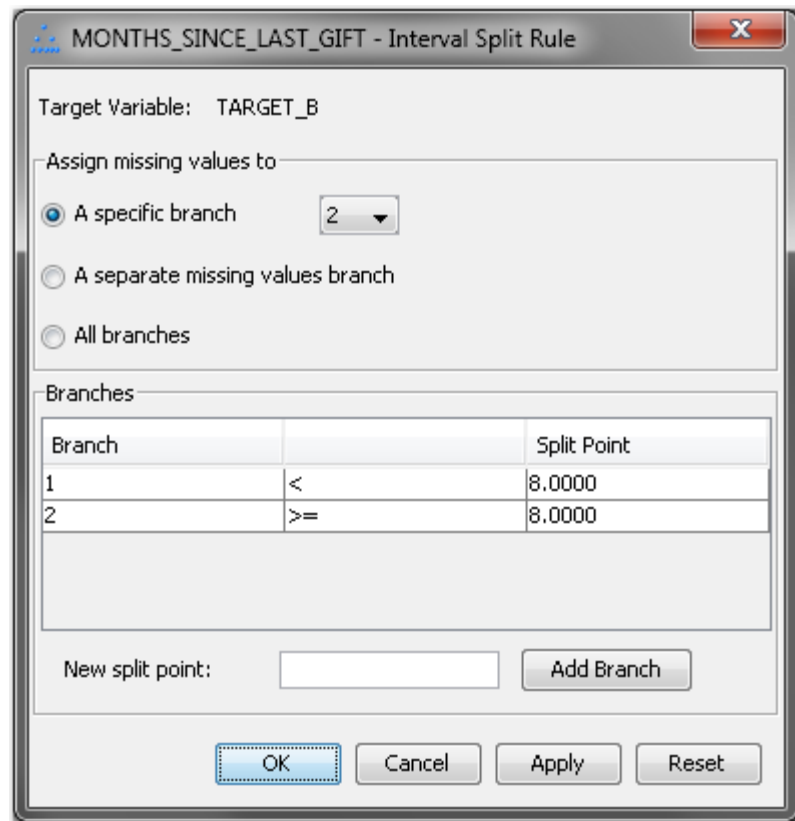 MONTHS_SINCE_LAST_GIFT - Interval Split Rule
X
Target Variable: TARGET_B
Assign missing values to
A specific branch 2
A separate missing values branch
All branches
Branches
Branch Split Point
1 < 8.0000
2 >= 8.0000
New split point: Add Branch
OK Cancel Apply Reset